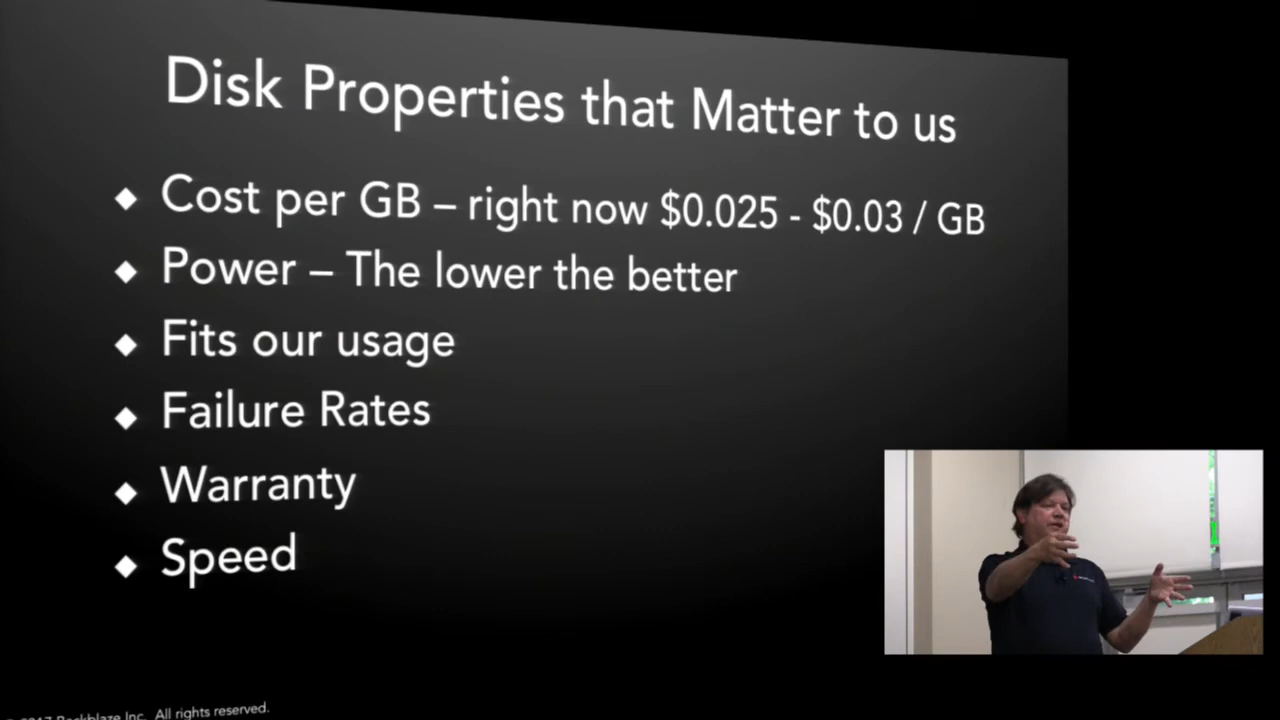 Disk Properties that Matter to us
◆ Cost per GB – right now $0.025 - $0.03 / GB
◆ Power – The lower the better
◆ Fits our usage
◆ Failure Rates
◆ Warranty
◆ Speed
2017 Backblaze Inc. All rights reserved.